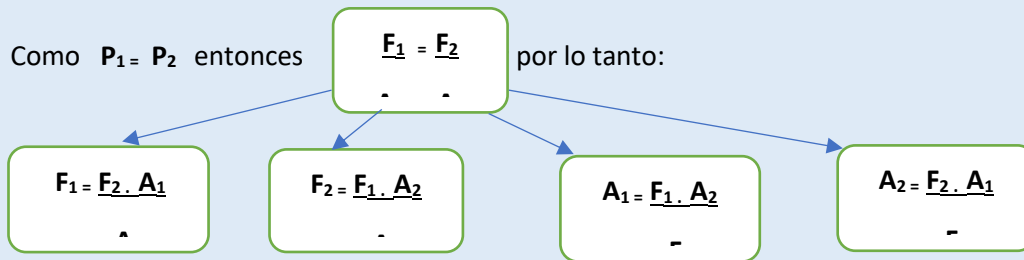 Como P₁ = P₂ entonces F₁ = F₂ por lo tanto:
F₁ = F₂ . A₁
F₂ = F₁ . A₂
A₁ = F₁ . A₂
A₂ = F₂ . A₁